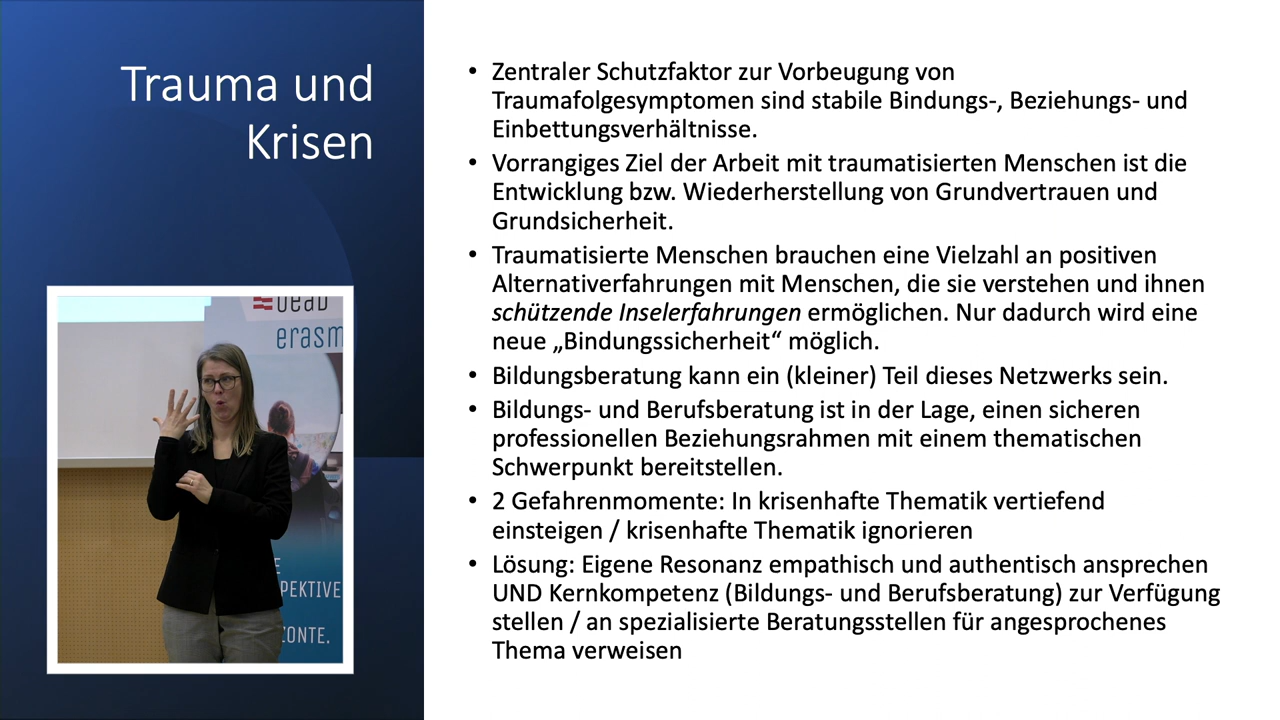 Trauma und
Krisen
• Zentraler Schutzfaktor zur Vorbeugung von
Traumafolgesymptomen sind stabile Bindungs-, Beziehungs- und
Einbettungsverhältnisse.
• Vorrangiges Ziel der Arbeit mit traumatisierten Menschen ist die
Entwicklung bzw. Wiederherstellung von Grundvertrauen und
Grundsicherheit.
• Traumatisierte Menschen brauchen eine Vielzahl an positiven
Alternativerfahrungen mit Menschen, die sie verstehen und ihnen
schützende Inselerfahrungen ermöglichen. Nur dadurch wird eine
neue „Bindungssicherheit“ möglich.
• Bildungsberatung kann ein (kleiner) Teil dieses Netzwerks sein.
• Bildungs- und Berufsberatung ist in der Lage, einen sicheren
professionellen Beziehungsrahmen mit einem thematischen
Schwerpunkt bereitstellen.
• 2 Gefahrenmomente: In krisenhafte Thematik vertiefend
einsteigen / krisenhafte Thematik ignorieren
• Lösung: Eigene Resonanz empathisch und authentisch ansprechen
UND Kernkompetenz (Bildungs- und Berufsberatung) zur Verfügung
stellen / an spezialisierte Beratungsstellen für angesprochenes
Thema verweisen
erasm
E
PEKTIVE
ZONTE.